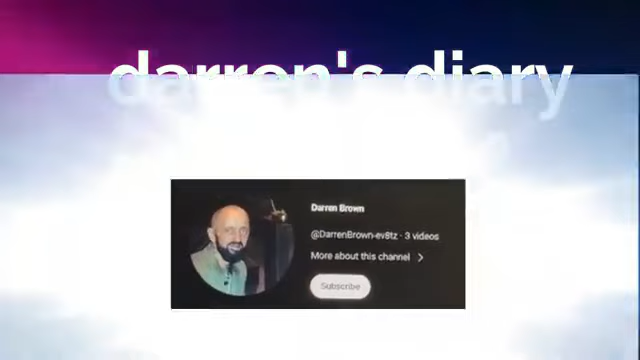 darren's diary
Darren Brown
@DarrenBrown-ev8tz · 3 videos
More about this channel >
Subscribe